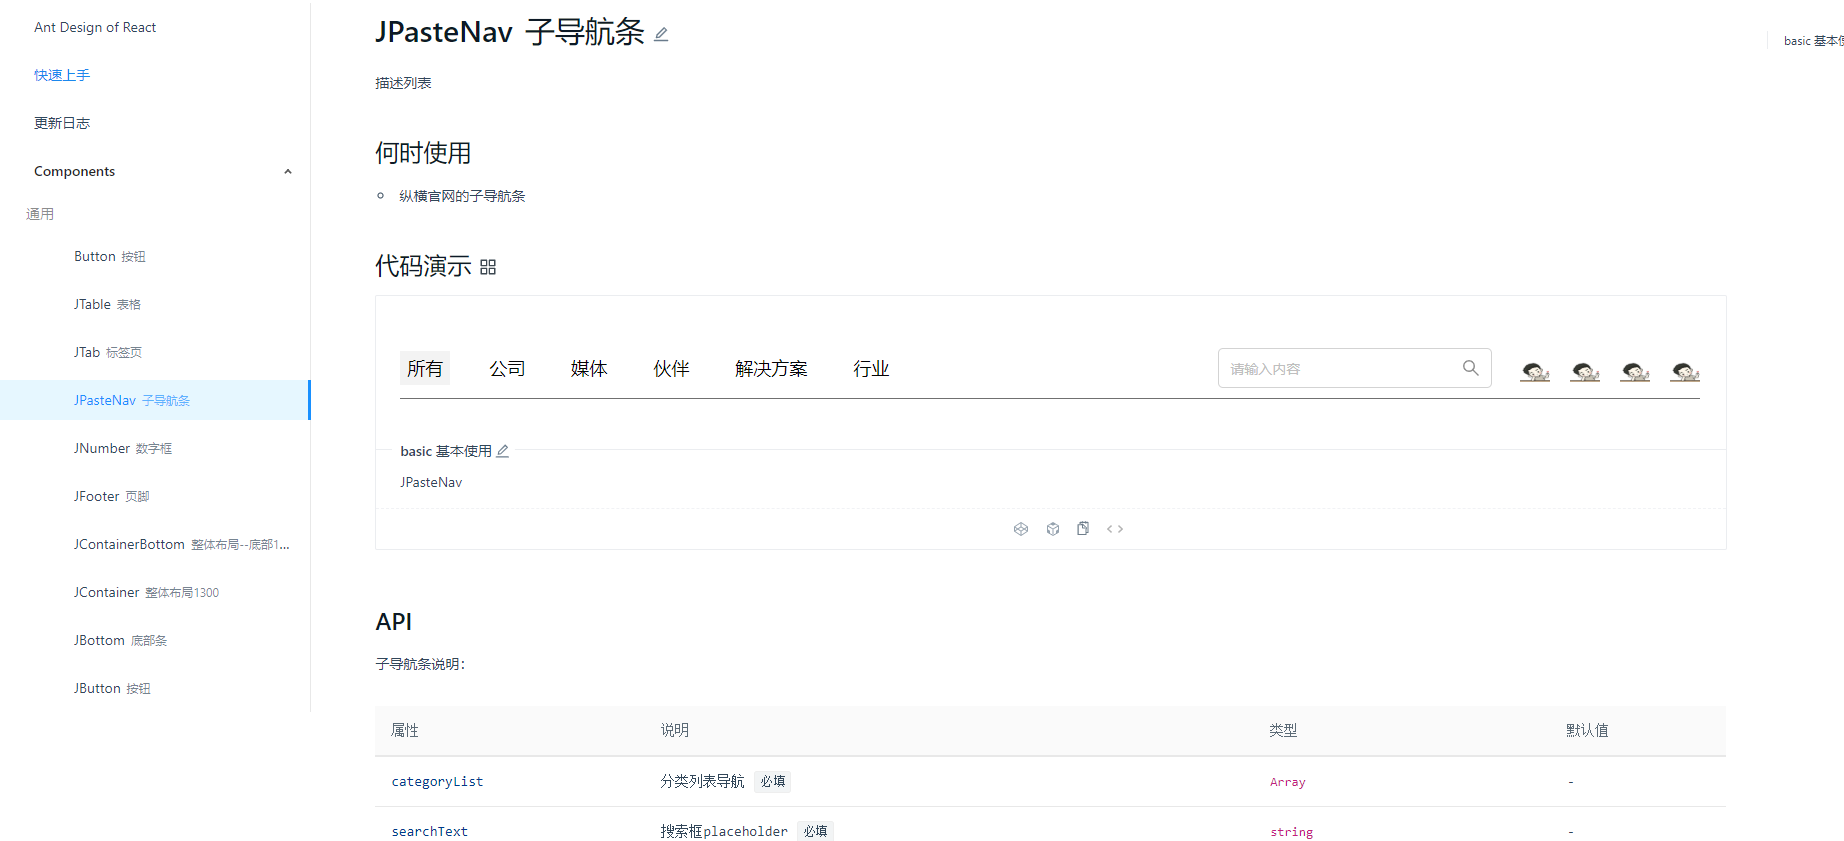 Ant Design of React
快速上手
更新日志
Components
通用
Button 按钮
JTable 表格
JTab 标签页
JPasteNav 子导航条
JNumber 数字框
JFooter 页脚
JContainerBottom 整体布局--底部1...
JContainer 整体布局1300
JBottom 底部条
JButton 按钮
JPasteNav 子导航条
描述列表
何时使用
纵横官网的子导航条
代码演示
所有 公司 媒体 伙伴 解决方案 行业 请输入内容
basic 基本使用
JPasteNav
API
子导航条说明:
属性 说明 类型 默认值
categoryList 分类列表导航 必填 Array -
searchText 搜索框placeholder 必填 string -
basic 基本